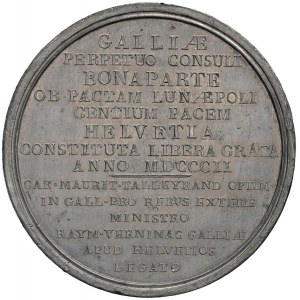 GALLIÆ
PERPETUO CONSULI
BONAPARTE
OB·PACTAM LUNÆPOLI
GENTIUM PACEM
HELVETIA
CONSTITUTA LIBERA GRATA
ANNO MDCCCII
CAR·MAURIT·TALLEYRAND OPTIM·
IN GALL·PRO REBUS EXTERIS
MINISTRO
RAYM·VERNINAC GALLIÆ
APUD HELVETIOS
LEGATO